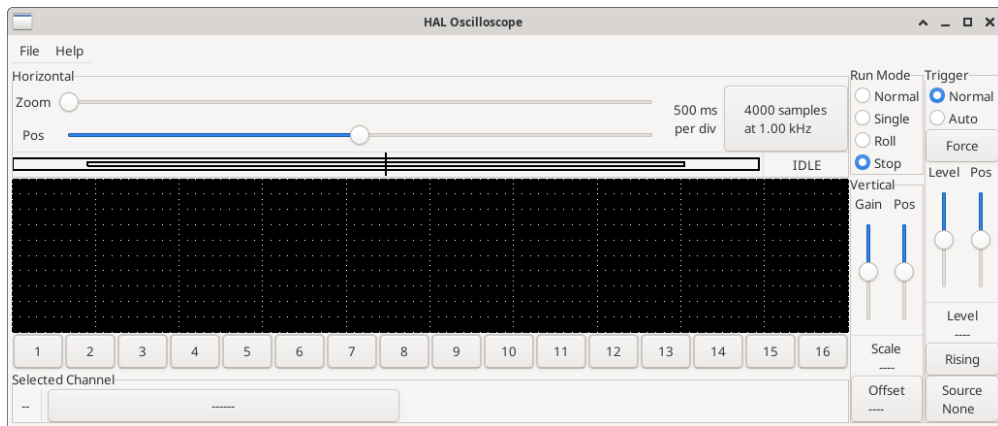 HAL Oscilloscope
File Help
Horizontal
Zoom
Pos
500 ms
per div
4000 samples
at 1.00 kHz
IDLE
Run Mode
Normal
Single
Roll
Stop
Trigger
Normal
Auto
Force
Level Pos
Level
----
Rising
Source
None
Vertical
Gain Pos
Scale
----
Offset
----
1 2 3 4 5 6 7 8 9 10 11 12 13 14 15 16
Selected Channel
-- ------